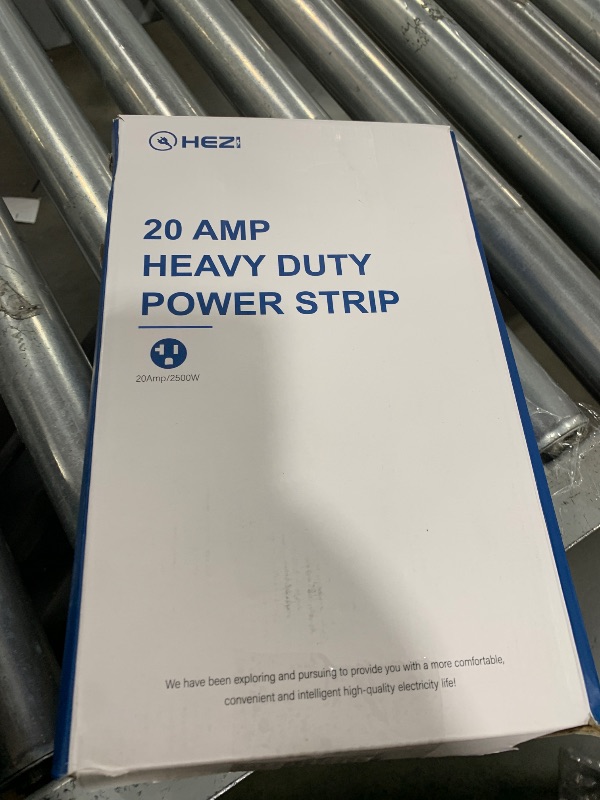 HEZI
20 AMP
HEAVY DUTY
POWER STRIP
20Amp/2500W
We have been exploring and pursuing to provide you with a more comfortable,
convenient and intelligent high-quality electricity life!